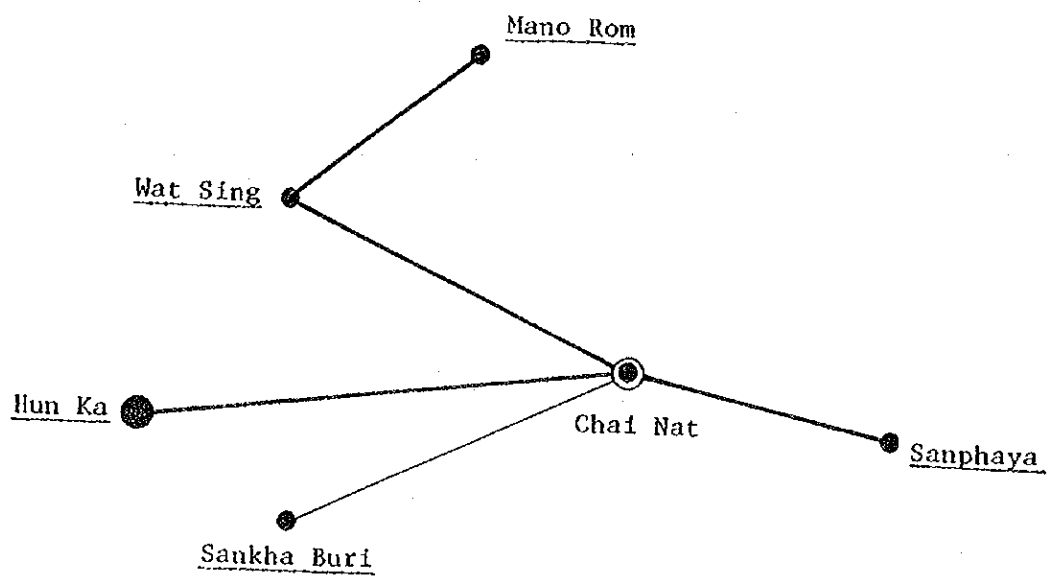 Mano Rom
Wat Sing
Hun Ka
Chai Nat
Sanphaya
Sankha Buri